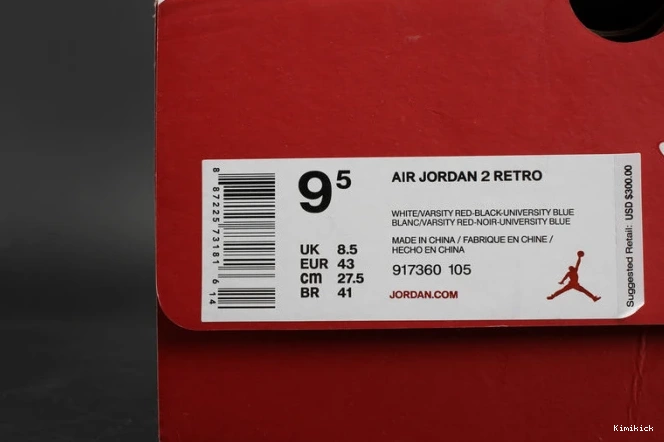 8 87225 73181 6 14
9 5
AIR JORDAN 2 RETRO
WHITE/VARSITY RED-BLACK-UNIVERSITY BLUE
BLANC/VARSITY RED-NOIR-UNIVERSITY BLUE
MADE IN CHINA / FABRIQUE EN CHINE /
HECHO EN CHINA
UK 8.5
EUR 43
cm 27.5
BR 41
917360 105
JORDAN.COM
Suggested Retail: USD $300.00
Kimikick